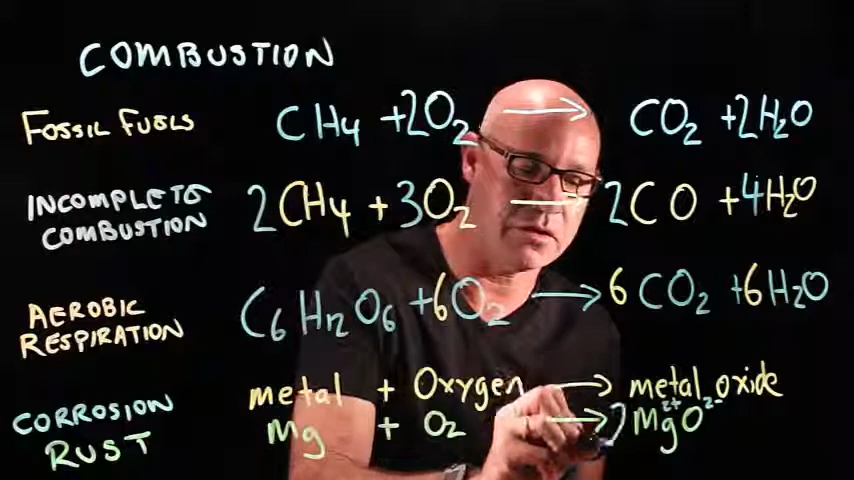 COMBUSTION
FOSSIL FUELS CH4 + 2O2 → CO2 + 2H2O
INCOMPLETE 2CH4 + 3O2 → 2CO + 4H2O
COMBUSTION
AEROBIC C6H12O6 + 6O2 → 6CO2 + 6H2O
RESPIRATION
metal + Oxygen → metal oxide
CORROSION Mg + O2 → 2Mg2+O2-
RUST